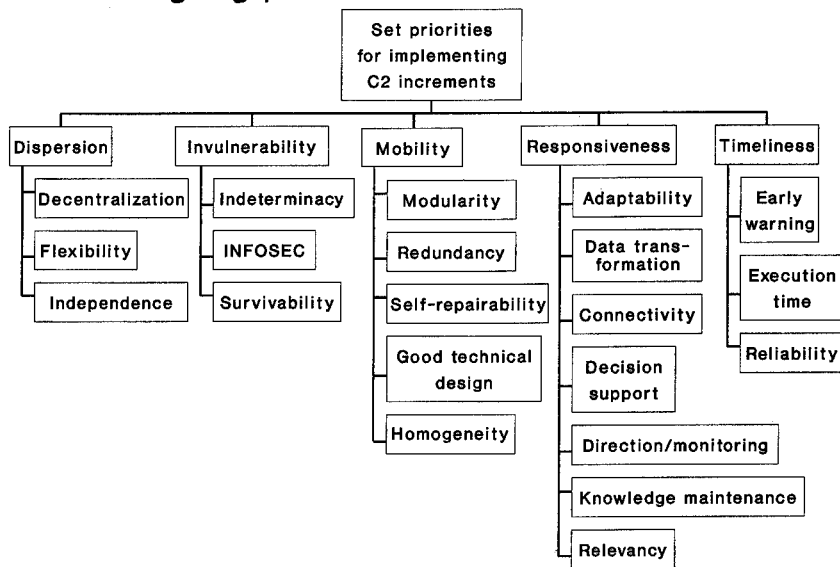 Set priorities
for implementing
C2 increments
Dispersion
Decentralization
Flexibility
Independence
Invulnerability
Indeterminacy
INFOSEC
Survivability
Mobility
Modularity
Redundancy
Self-repairability
Good technical
design
Homogeneity
Responsiveness
Adaptability
Data trans-
formation
Connectivity
Decision
support
Direction/monitoring
Knowledge maintenance
Relevancy
Timeliness
Early
warning
Execution
time
Reliability